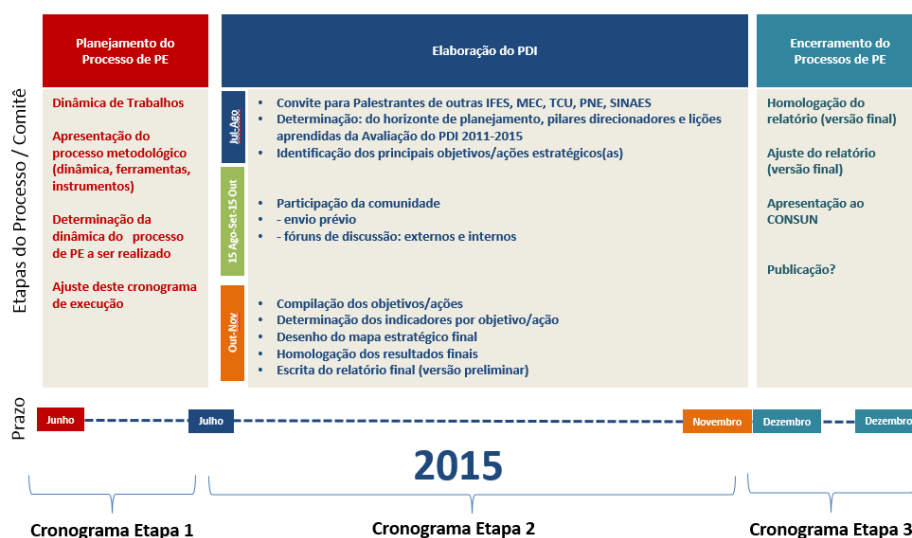 Planejamento do
Processo de PE
Elaboração do PDI
Encerramento do
Processos de PE
Etapas do Processo / Comitê
Dinâmica de Trabalhos
Apresentação do
processo metodológico
(dinâmica, ferramentas,
instrumentos)
Determinação da
dinâmica do processo
de PE a ser realizado
Ajuste deste cronograma
de execução
Jul-Ago
• Convite para Palestrantes de outras IFES, MEC, TCU, PNE, SINAES
• Determinação: do horizonte de planejamento, pilares direcionadores e lições
aprendidas da Avaliação do PDI 2011-2015
• Identificação dos principais objetivos/ações estratégicos(as)
15 Ago-Set-15 Out
• Participação da comunidade
• - envio prévio
• - fóruns de discussão: externos e internos
Out-Nov
• Compilação dos objetivos/ações
• Determinação dos indicadores por objetivo/ação
• Desenho do mapa estratégico final
• Homologação dos resultados finais
• Escrita do relatório final (versão preliminar)
Homologação do
relatório (versão final)
Ajuste do relatório
(versão final)
Apresentação ao
CONSUN
Publicação?
Prazo
Junho
Julho
Novembro
Dezembro
Dezembro
2015
Cronograma Etapa 1
Cronograma Etapa 2
Cronograma Etapa 3